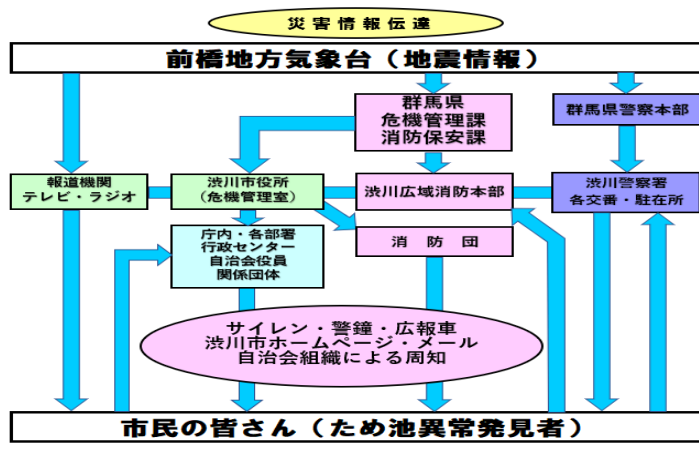 災害情報伝達
前橋地方気象台（地震情報）
群馬県
危機管理課
消防保安課
群馬県警察本部
報道機関
テレビ・ラジオ
渋川市役所
（危機管理室）
渋川広域消防本部
渋川警察署
各交番・駐在所
庁内・各部署
行政センター
自治会役員
関係団体
消防団
サイレン・警鐘・広報車
渋川市ホームページ・メール
自治会組織による周知
市民の皆さん（ため池異常発見者）